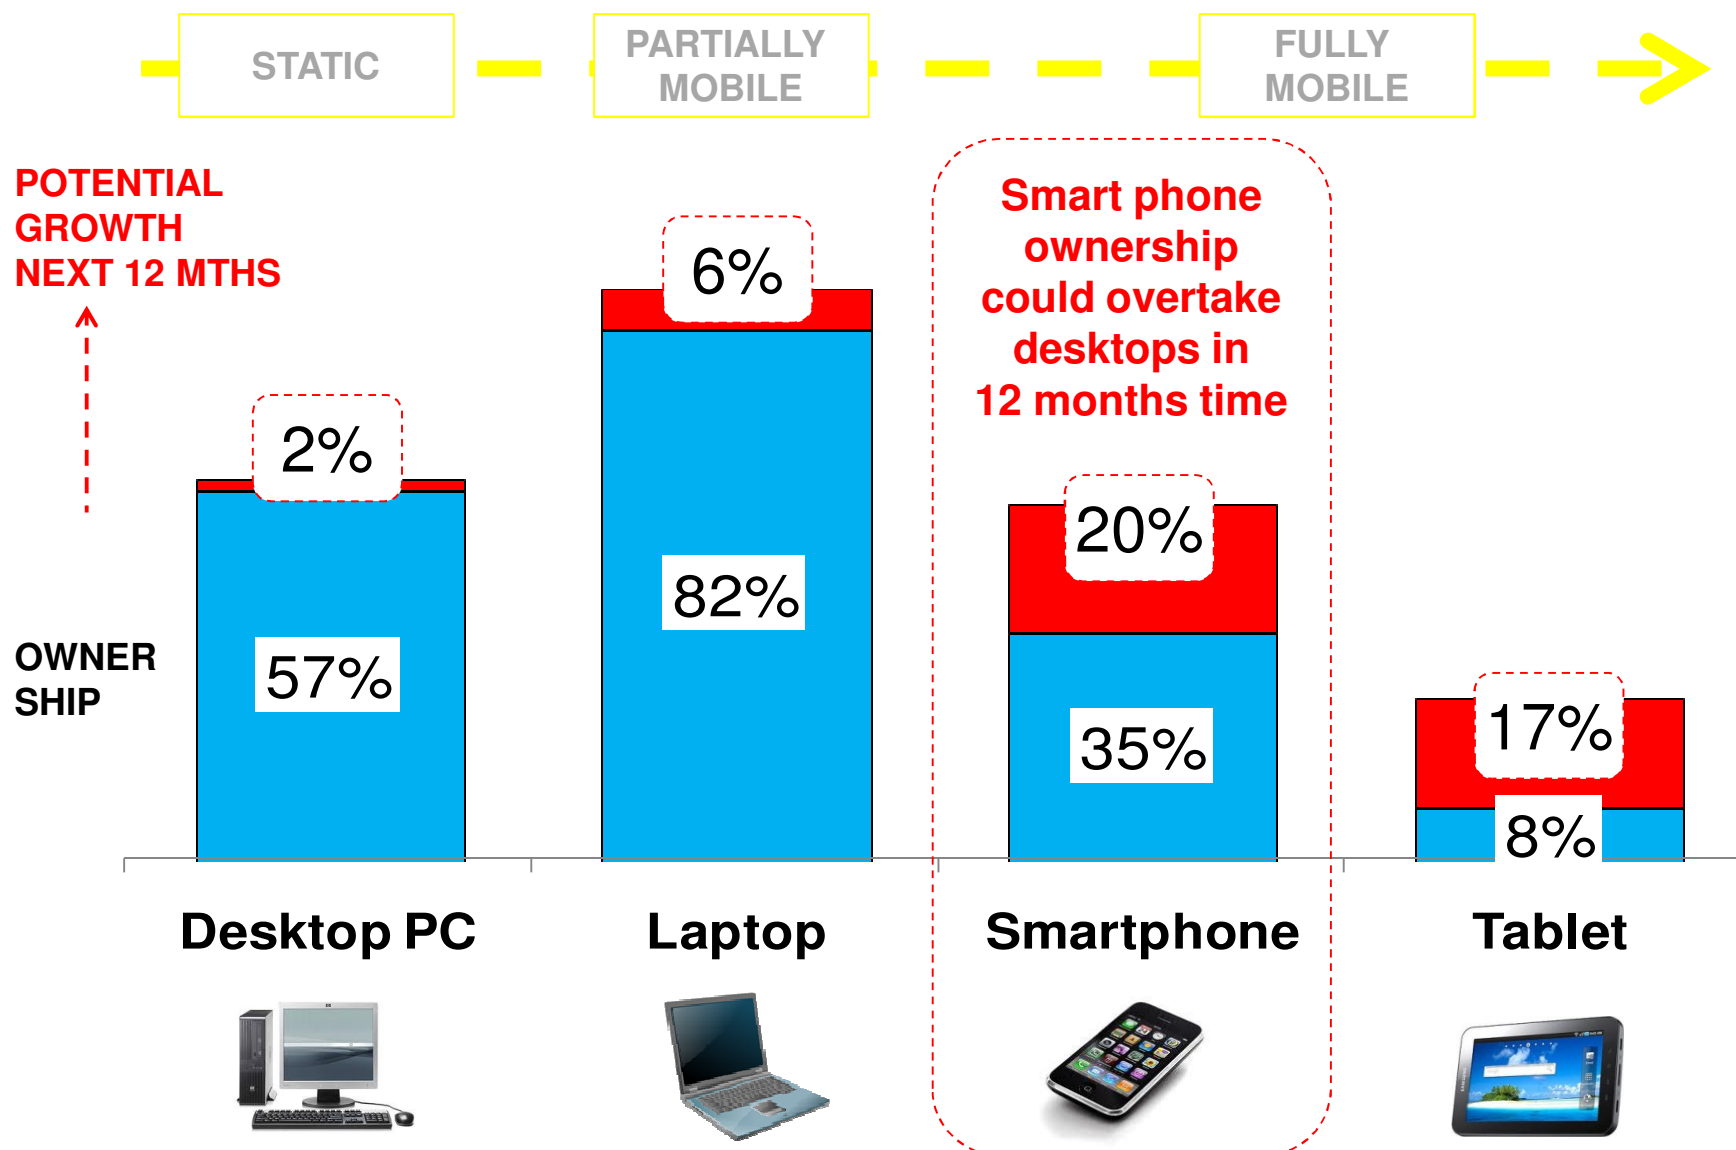 STATIC
PARTIALLY
MOBILE
FULLY
MOBILE
POTENTIAL
GROWTH
NEXT 12 MTHS
Smart phone
ownership
could overtake
desktops in
12 months time
6%
2%
20%
82%
57%
35%
17%
8%
OWNER
SHIP
Desktop PC
Laptop
Smartphone
Tablet